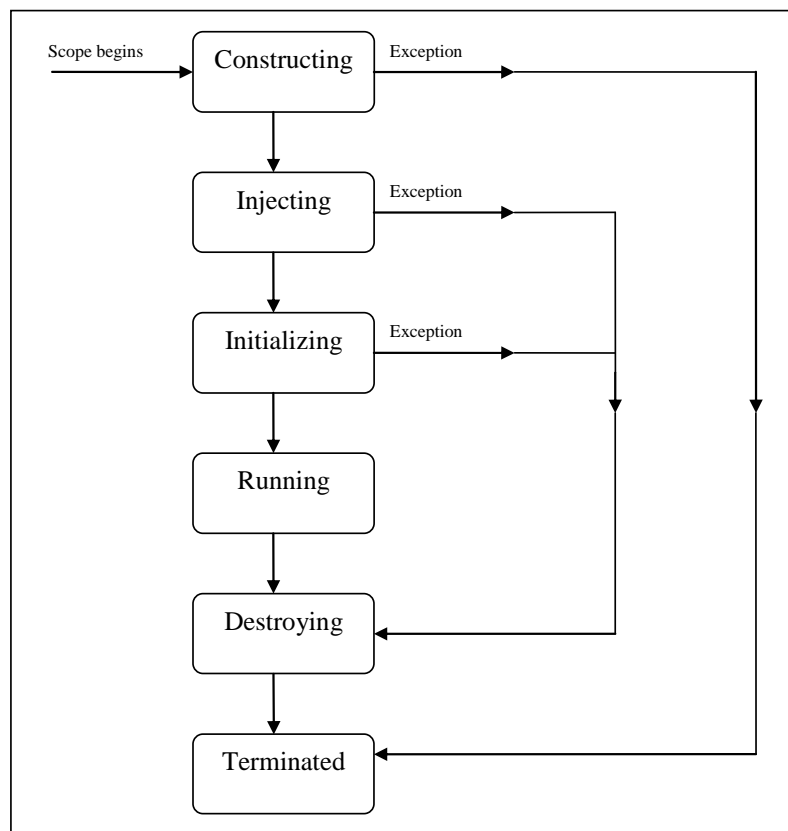 Scope begins
Constructing
Exception
Injecting
Exception
Initializing
Exception
Running
Destroying
Terminated